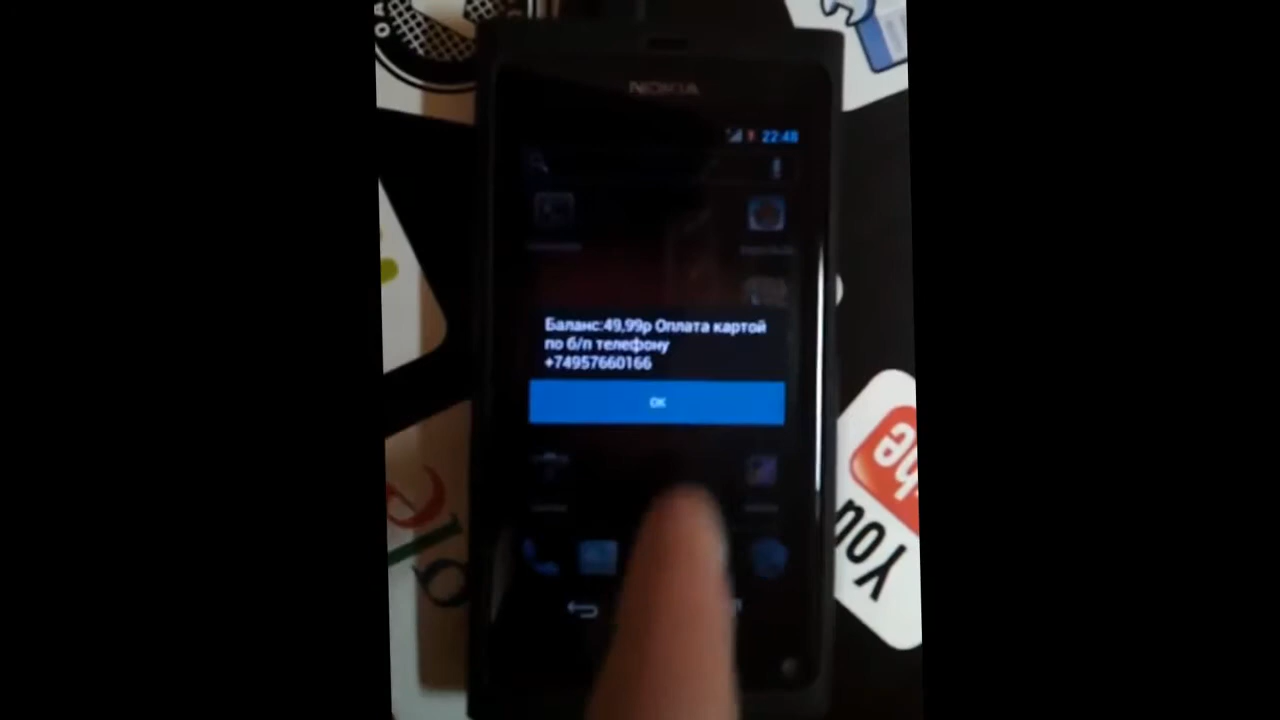 NOKIA
22:48
Баланс:49,99р Оплата картой
по б/п телефону
+74957660166
OK
You